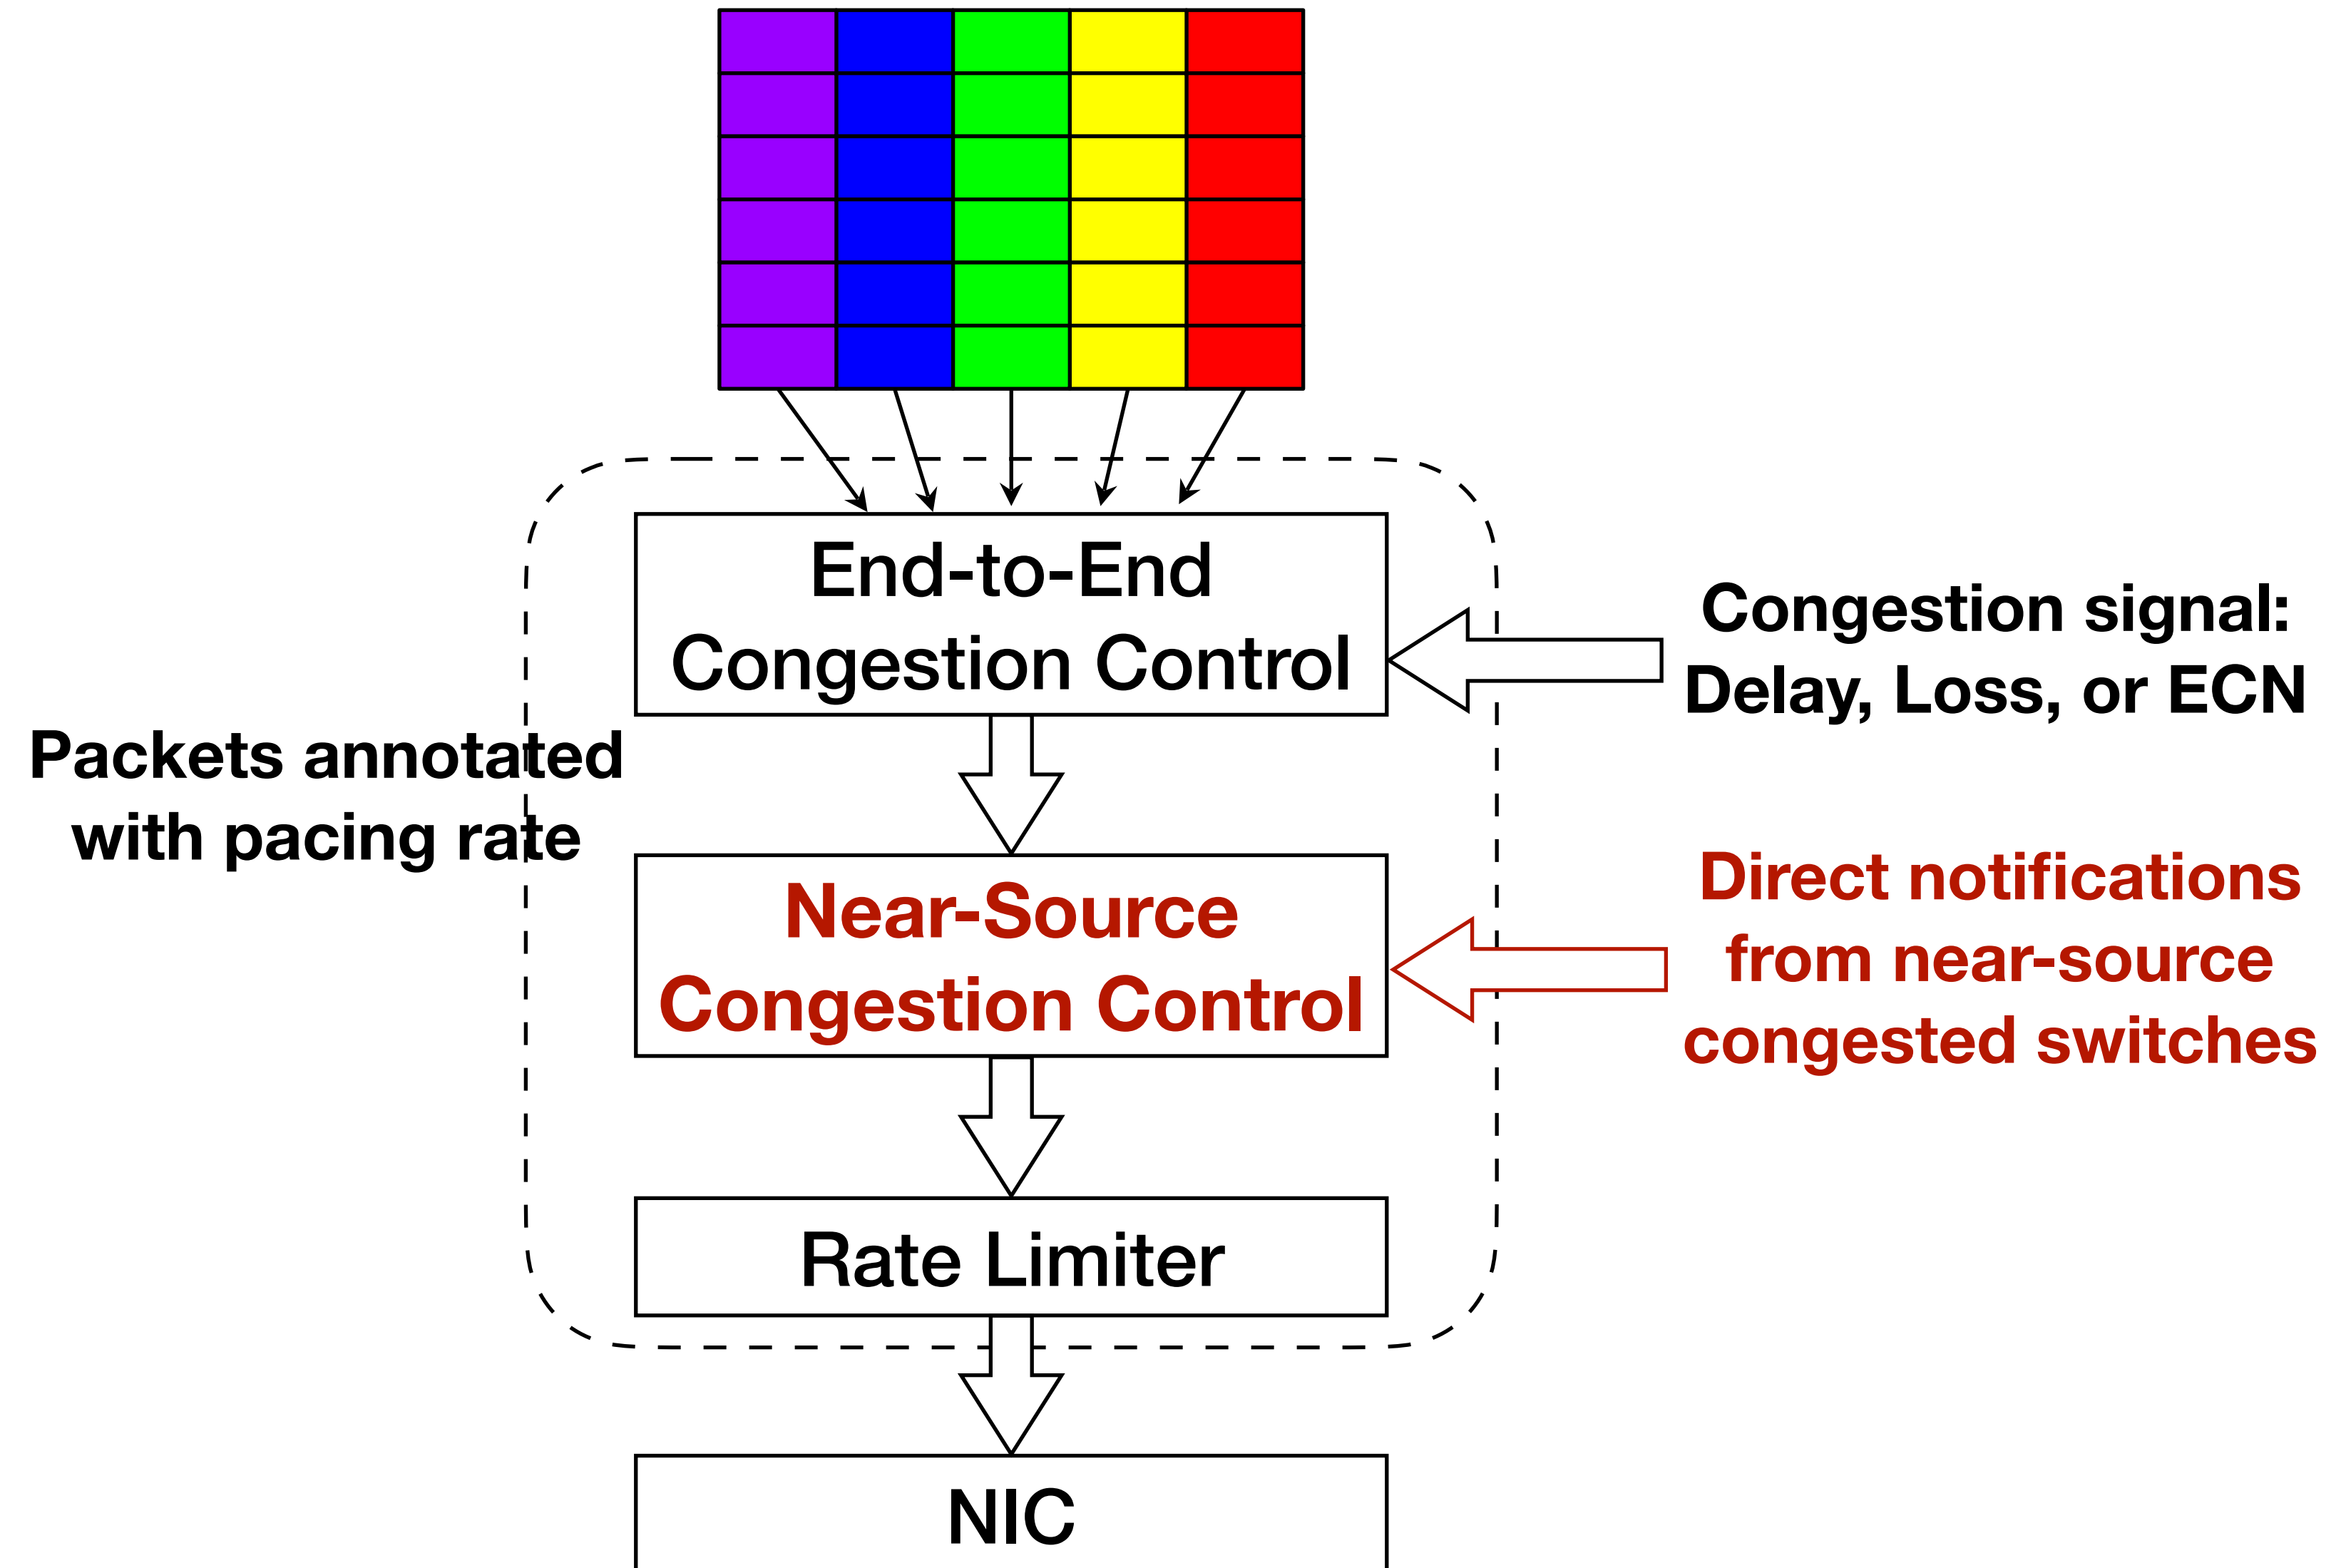 End-to-End
Congestion Control
Congestion signal:
Delay, Loss, or ECN
Packets annotated
with pacing rate
Near-Source
Congestion Control
Direct notifications
from near-source
congested switches
Rate Limiter
NIC